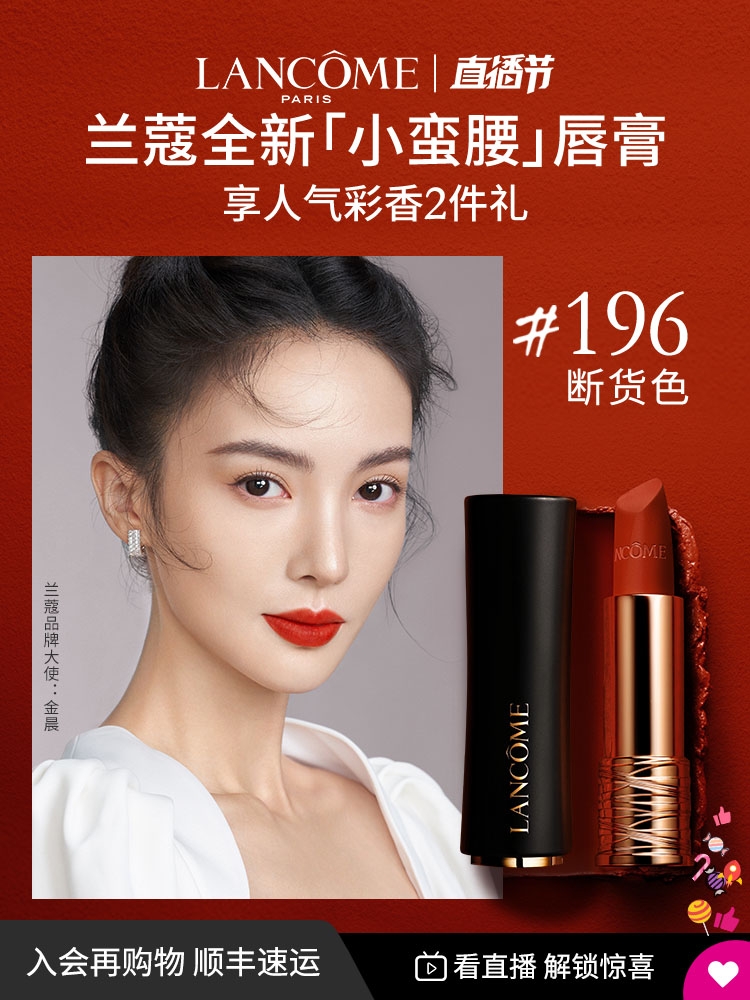 LANCÔME
PARIS
直播节
兰蔻全新「小蛮腰」唇膏
享人气彩香2件礼
#196
断货色
NCÔME
LANCÔME
兰蔻品牌大使：金晨
入会再购物 顺丰速运
看直播 解锁惊喜